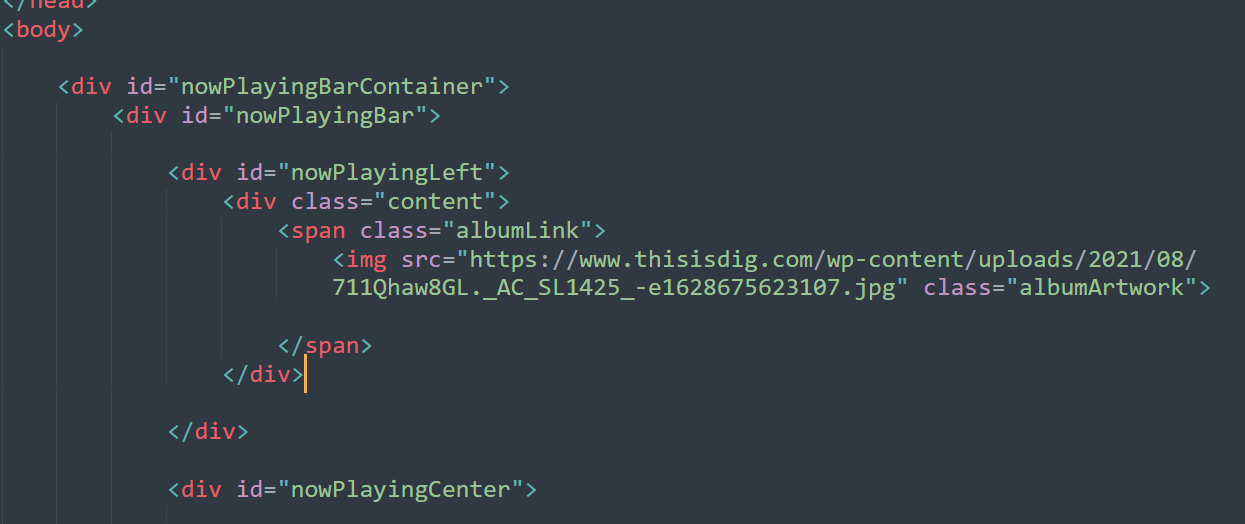 </head>
<body>
<div id="nowPlayingBarContainer">
<div id="nowPlayingBar">
<div id="nowPlayingLeft">
<div class="content">
<span class="albumLink">
<img src="https://www.thisisdig.com/wp-content/uploads/2021/08/
711Qhaw8GL._AC_SL1425_-e1628675623107.jpg" class="albumArtwork">
</span>
</div>
</div>
<div id="nowPlayingCenter">